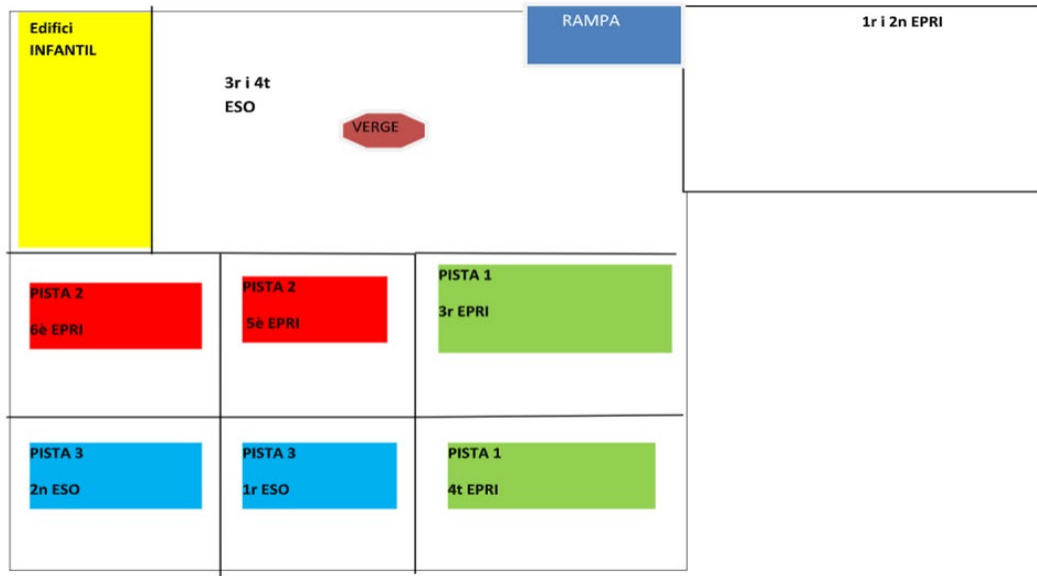 Edifici
INFANTIL
3r i 4t
ESO
VERGE
RAMPA
1r i 2n EPRI
PISTA 2
6è EPRI
PISTA 2
5è EPRI
PISTA 1
3r EPRI
PISTA 3
2n ESO
PISTA 3
1r ESO
PISTA 1
4t EPRI